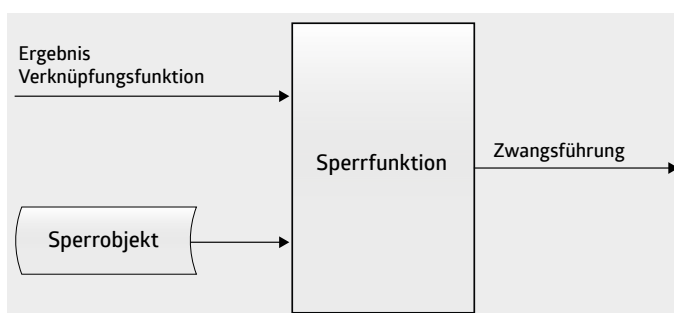 Ergebnis
Verknüpfungsfunktion
Sperrfunktion
Zwangsführung
Sperrobjekt